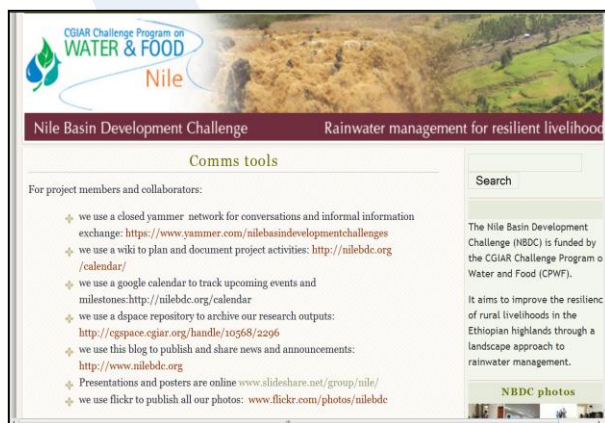 CGIAR Challenge Program on
WATER & FOOD
Nile
Nile Basin Development Challenge
Rainwater management for resilient livelihood
Comms tools
For project members and collaborators:
we use a closed yammer network for conversations and informal information
exchange: https://www.yammer.com/nilebasindevelopmentchallenges
we use a wiki to plan and document project activities: http://nilebdc.org
/calendar/
we use a google calendar to track upcoming events and
milestones:http://nilebdc.org/calendar
we use a dspace repository to archive our research outputs:
http://cgspace.cgiar.org/handle/10568/2296
we use this blog to publish and share news and announcements:
http://www.nilebdc.org
Presentations and posters are online www.slideshare.net/group/nile/
we use flickr to publish all our photos: www.flickr.com/photos/nilebdc
Search
The Nile Basin Development
Challenge (NBDC) is funded by
the CGIAR Challenge Program o
Water and Food (CPWF).
It aims to improve the resilienc
of rural livelihoods in the
Ethiopian highlands through a
landscape approach to
rainwater management.
NBDC photos